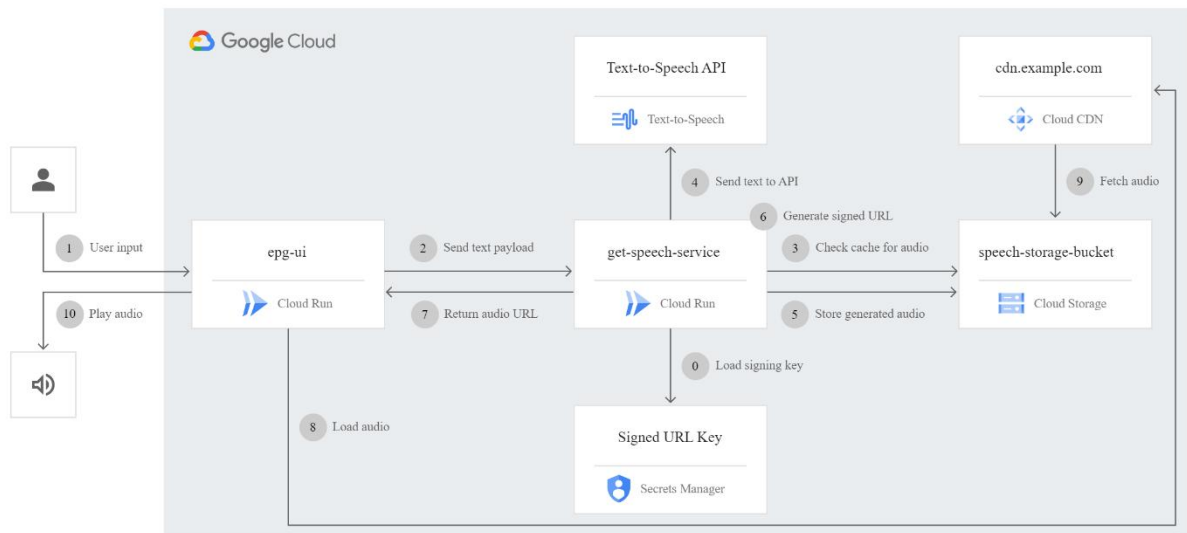 Google Cloud
Text-to-Speech API
Text-to-Speech
cdn.example.com
Cloud CDN
4 Send text to API
9 Fetch audio
6 Generate signed URL
1 User input
epg-ui
Cloud Run
2 Send text payload
get-speech-service
Cloud Run
3 Check cache for audio
speech-storage-bucket
Cloud Storage
10 Play audio
7 Return audio URL
5 Store generated audio
0 Load signing key
8 Load audio
Signed URL Key
Secrets Manager